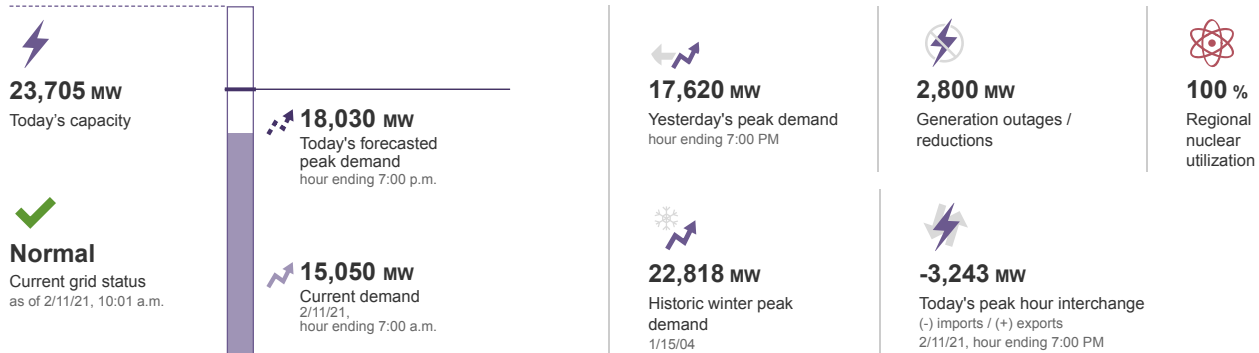 23,705 MW
Today's capacity
Normal
Current grid status
as of 2/11/21, 10:01 a.m.
18,030 MW
Today's forecasted
peak demand
hour ending 7:00 p.m.
15,050 MW
Current demand
2/11/21,
hour ending 7:00 a.m.
17,620 MW
Yesterday's peak demand
hour ending 7:00 PM
2,800 MW
Generation outages /
reductions
100 %
Regional
nuclear
utilization
22,818 MW
Historic winter peak
demand
1/15/04
-3,243 MW
Today's peak hour interchange
(-) imports / (+) exports
2/11/21, hour ending 7:00 PM